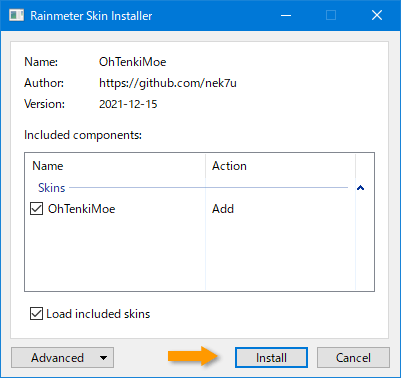 Rainmeter Skin Installer
Name: OhTenkiMoe
Author: https://github.com/nek7u
Version: 2021-12-15
Included components:
Name Action
Skins
OhTenkiMoe Add
Load included skins
Advanced Install Cancel